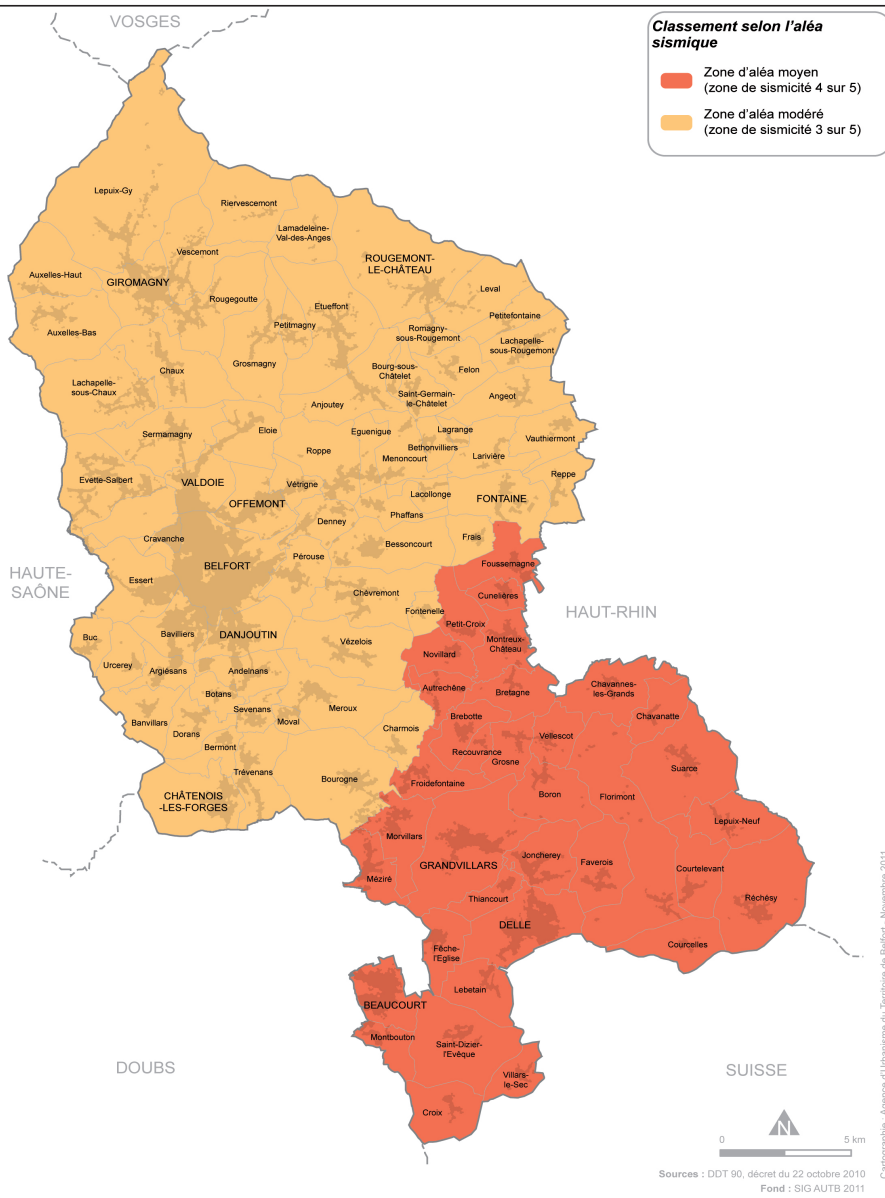 VOSGES
Classement selon l'aléa
sismique
Zone d'aléa moyen
(zone de sismicité 4 sur 5)
Zone d'aléa modéré
(zone de sismicité 3 sur 5)
Lepuix-Gy
Riervescemont
Lamadeleine-
Val-des-Anges
Vescemont
ROUGEMONT-
LE-CHÂTEAU
Auxelles-Haut
GIROMAGNY
Leval
Rougegoutte
Etueffont
Petitefontaine
Auxelles-Bas
Petitmagny
Romagny-
sous-Rougemont
Lachapelle-
sous-Rougemont
Chaux
Grosmagny
Bourg-sous-
Châtelet
Felon
Lachapelle-
sous-Chaux
Saint-Germain-
le-Châtelet
Angeot
Anjoutey
Sermamagny
Eloie
Eguenigue
Lagrange
Vauthiermont
Roppe
Bethonvilliers
Menoncourt
Larivière
Reppe
Evette-Salbert
VALDOIE
Vétrigne
OFFEMONT
Lacollonge
FONTAINE
Denney
Phaffans
Cravanche
Bessoncourt
Frais
Pérouse
Foussemagne
BELFORT
HAUTE-
SAÔNE
Essert
Chèvremont
Cunelières
Fontenelle
HAUT-RHIN
Petit-Croix
Buc
Bavilliers
DANJOUTIN
Vézelois
Montreux-
Château
Urcerey
Argiésans
Andelnans
Novillard
Autrechêne
Bretagne
Chavannes-
les-Grands
Botans
Sevenans
Meroux
Banvillars
Moval
Brebotte
Chavanatte
Dorans
Charmois
Bermont
Vellescot
Recouvrance
Grosne
Trévenans
Bourogne
Suarce
Froidefontaine
CHÂTENOIS
-LES-FORGES
Boron
Florimont
Lepuix-Neuf
Morvillars
Joncherey
GRANDVILLARS
Faverois
Courtelevant
Méziré
Thiancourt
Réchésy
DELLE
Fêche-
l'Eglise
Courcelles
Lebetain
BEAUCOURT
Montbouton
Saint-Dizier-
l'Evêque
DOUBS
Villars-
le-Sec
SUISSE
Croix
N
0
5 km
Sources : DDT 90, décret du 22 octobre 2010
Fond : SIG AUTB 2011
Cartographie : Agence d'Urbanisme du Territoire de Belfort - Novembre 2011